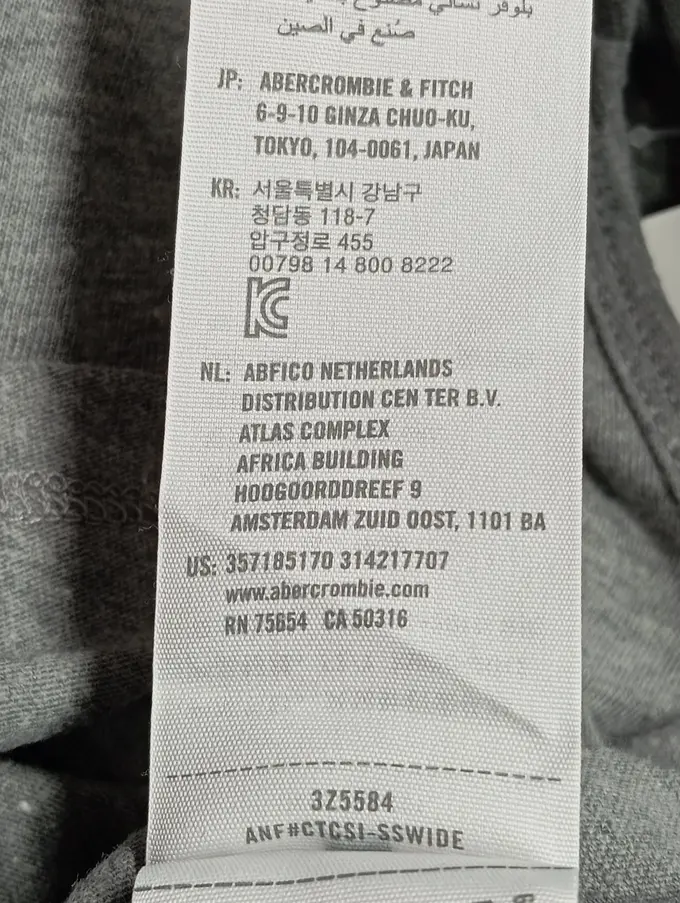 بلوفر نسائي
صُنع في الصين
JP: ABERCROMBIE & FITCH
6-9-10 GINZA CHUO-KU,
TOKYO, 104-0061, JAPAN
KR: 서울특별시 강남구
청담동 118-7
압구정로 455
00798 14 800 8222
NL: ABFICO NETHERLANDS
DISTRIBUTION CEN TER B.V.
ATLAS COMPLEX
AFRICA BUILDING
HOOGOORDDREEF 9
AMSTERDAM ZUID OOST, 1101 BA
US: 357185170 314217707
www.abercrombie.com
RN 75654 CA 50316
3Z5584
ANF#CTCSI-SSWIDE